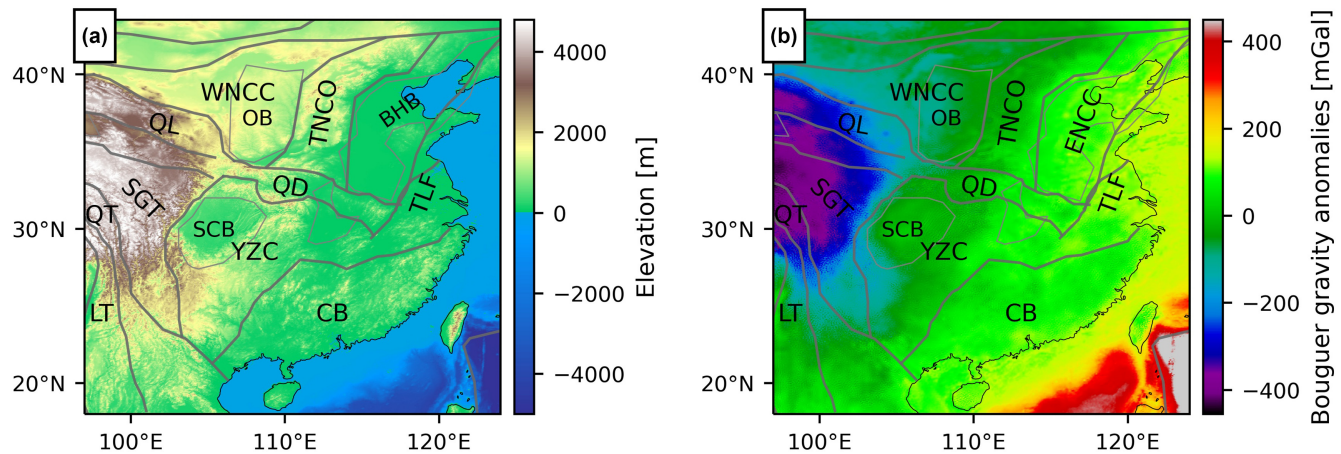 (a)
40°N
30°N
20°N
100°E
110°E
120°E
WNCC
OB
TNCO
BHB
QL
SGT
QT
QD
TLF
SCB
YZC
LT
CB
4000
2000
0
−2000
−4000
Elevation [m]
(b)
40°N
30°N
20°N
100°E
110°E
120°E
WNCC
OB
TNCO
ENCC
QL
SGT
QT
QD
TLF
SCB
YZC
LT
CB
400
200
0
−200
−400
Bouguer gravity anomalies [mGal]